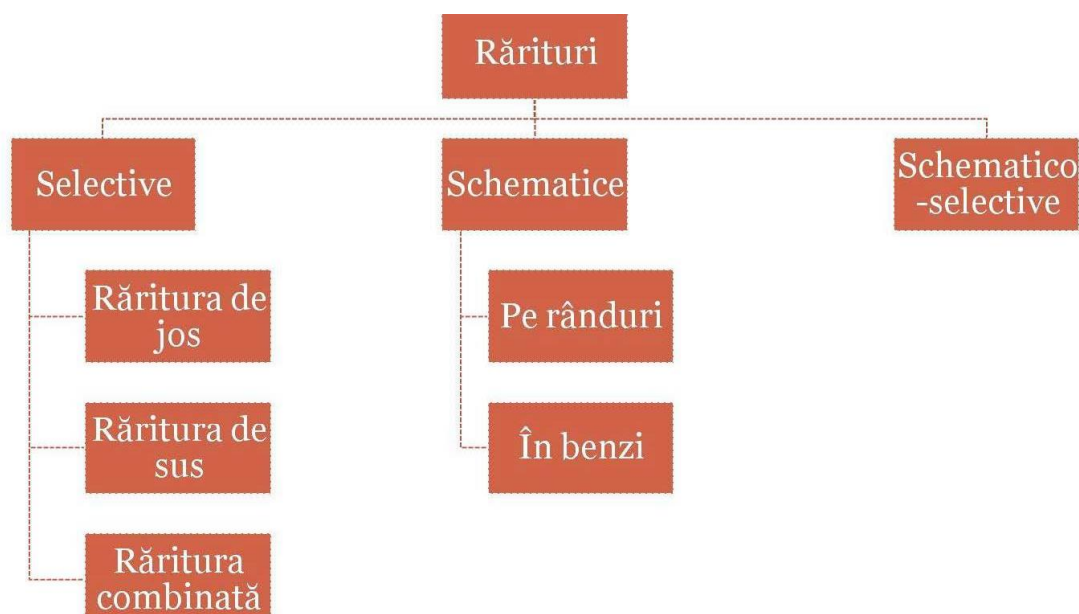 Rărituri
Selective
Schematice
Schematico
-selective
Răritura de
jos
Pe rânduri
Răritura de
sus
În benzi
Răritura
combinată